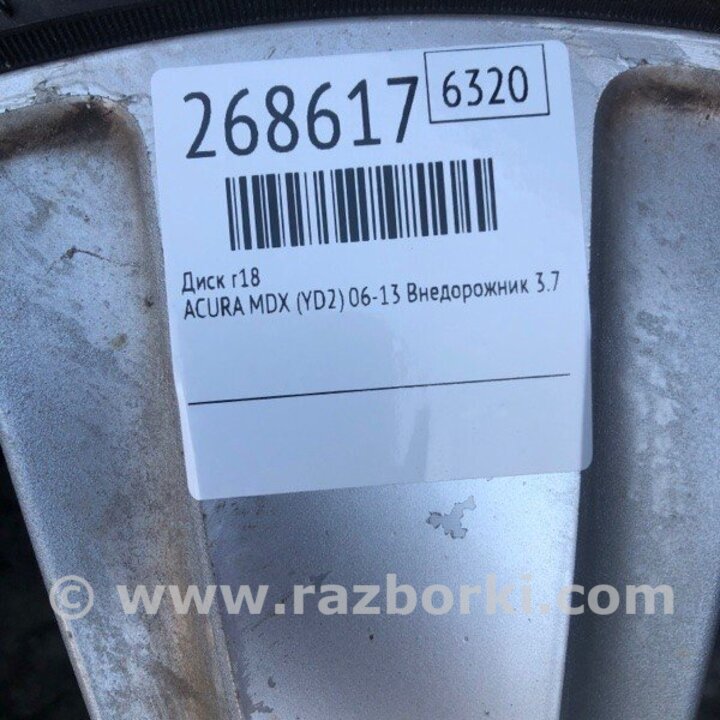 268617
6320
Диск r18
ACURA MDX (YD2) 06-13 Внедорожник 3.7
© www.razborki.com